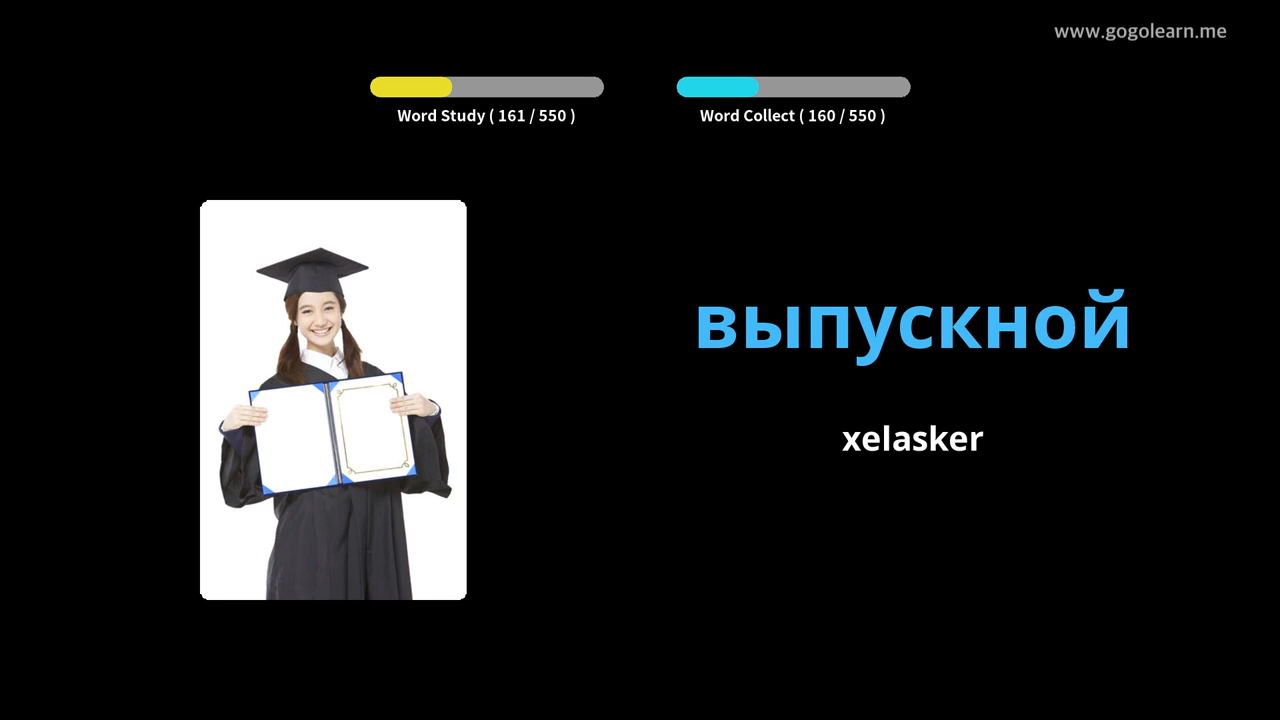 www.gogolearn.me
Word Study ( 161 / 550 )
Word Collect ( 160 / 550 )
выпускной
xelasker